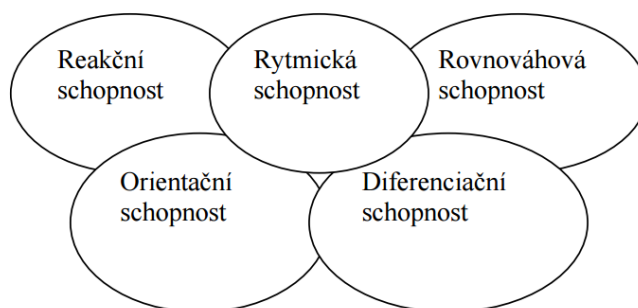 Reakční
schopnost
Rytmická
schopnost
Rovnováhová
schopnost
Orientační
schopnost
Diferenciační
schopnost